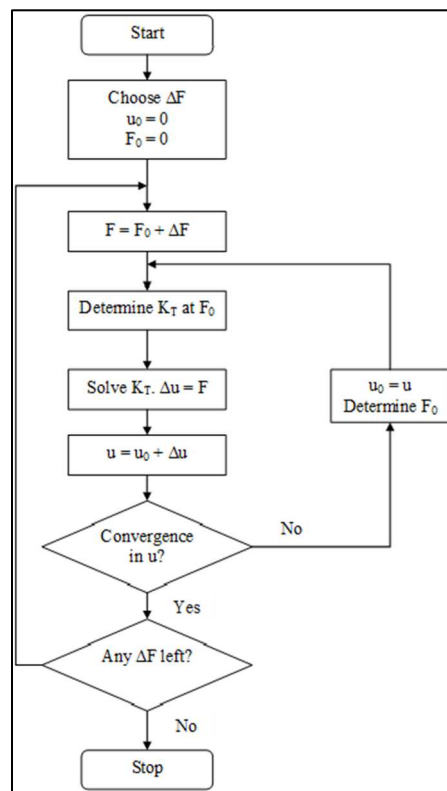 Start
Choose ΔF
u₀ = 0
F₀ = 0
F = F₀ + ΔF
Determine K_T at F₀
Solve K_T. Δu = F
u₀ = u
Determine F₀
u = u₀ + Δu
Convergence
in u?
No
Yes
Any ΔF left?
No
Stop